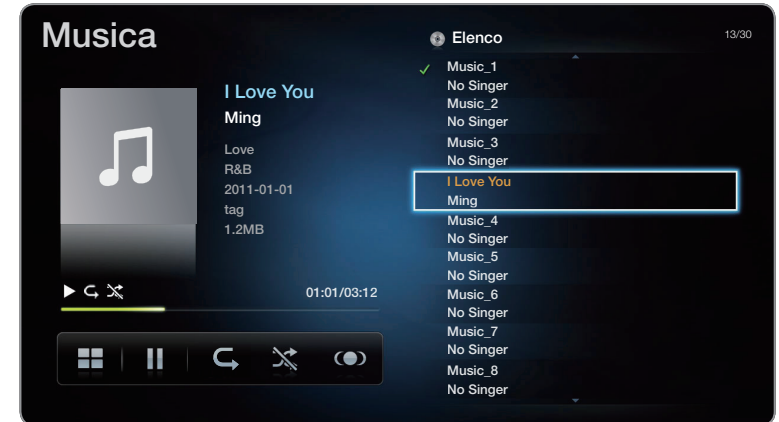 Musica
I Love You
Ming
Love
R&B
2011-01-01
tag
1.2MB
01:01/03:12
Elenco
13/30
Music_1
No Singer
Music_2
No Singer
Music_3
No Singer
I Love You
Ming
Music_4
No Singer
Music_5
No Singer
Music_6
No Singer
Music_7
No Singer
Music_8
No Singer